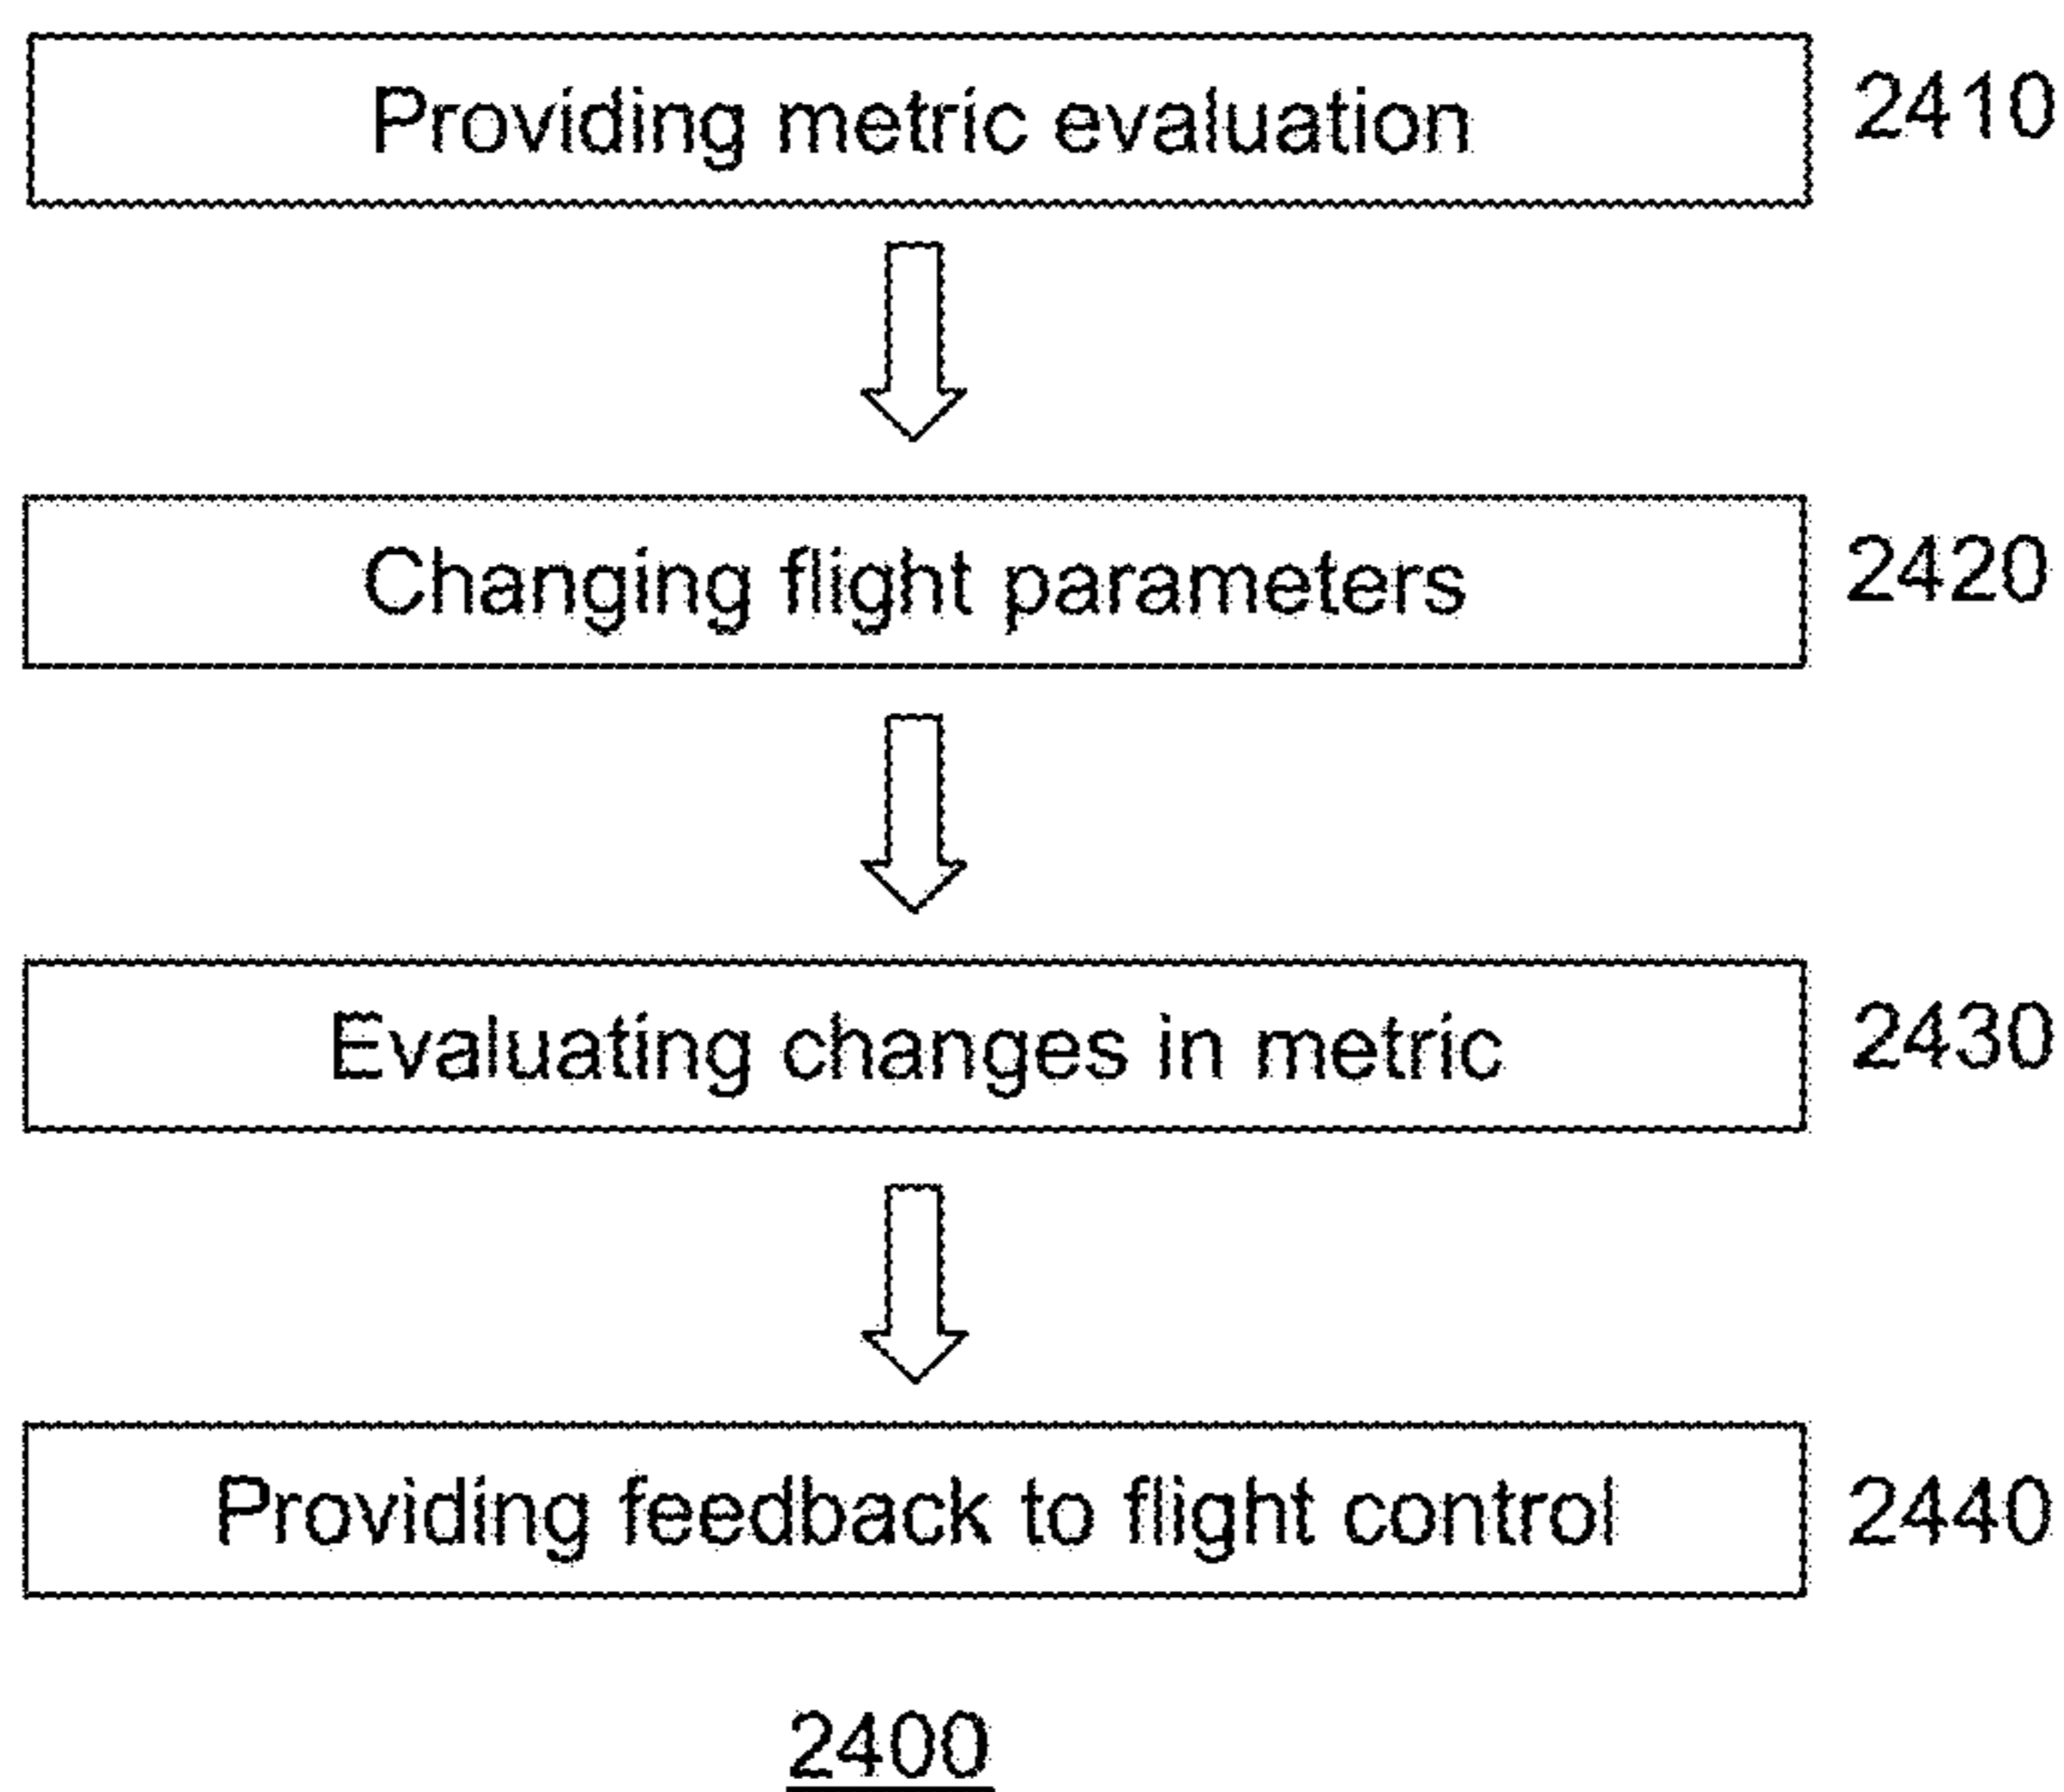 Providing metric evaluation 2410
Changing flight parameters 2420
Evaluating changes in metric 2430
Providing feedback to flight control 2440
2400